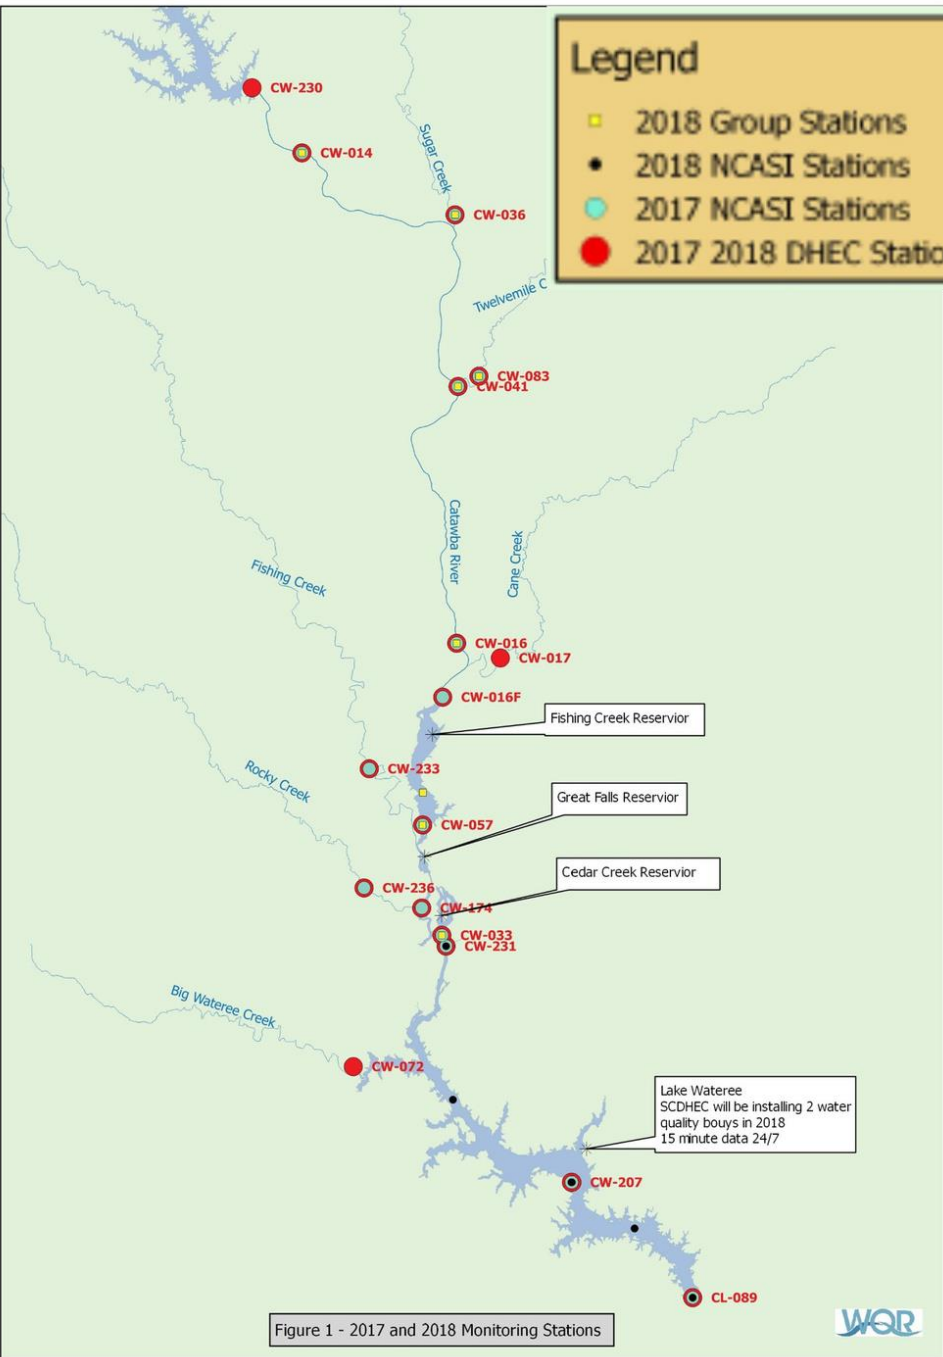 Legend
2018 Group Stations
2018 NCASI Stations
2017 NCASI Stations
2017 2018 DHEC Statio
CW-230
CW-014
Sugar Creek
CW-036
Twelvemile C
CW-083
CW-041
Catawba River
Cane Creek
Fishing Creek
CW-016
CW-017
CW-016F
Fishing Creek Reservior
CW-233
Rocky Creek
Great Falls Reservior
CW-057
Cedar Creek Reservior
CW-236
CW-174
CW-033
CW-231
Big Wateree Creek
CW-072
Lake Wateree
SCDHEC will be installing 2 water
quality bouys in 2018
15 minute data 24/7
CW-207
CL-089
Figure 1 - 2017 and 2018 Monitoring Stations
WQR